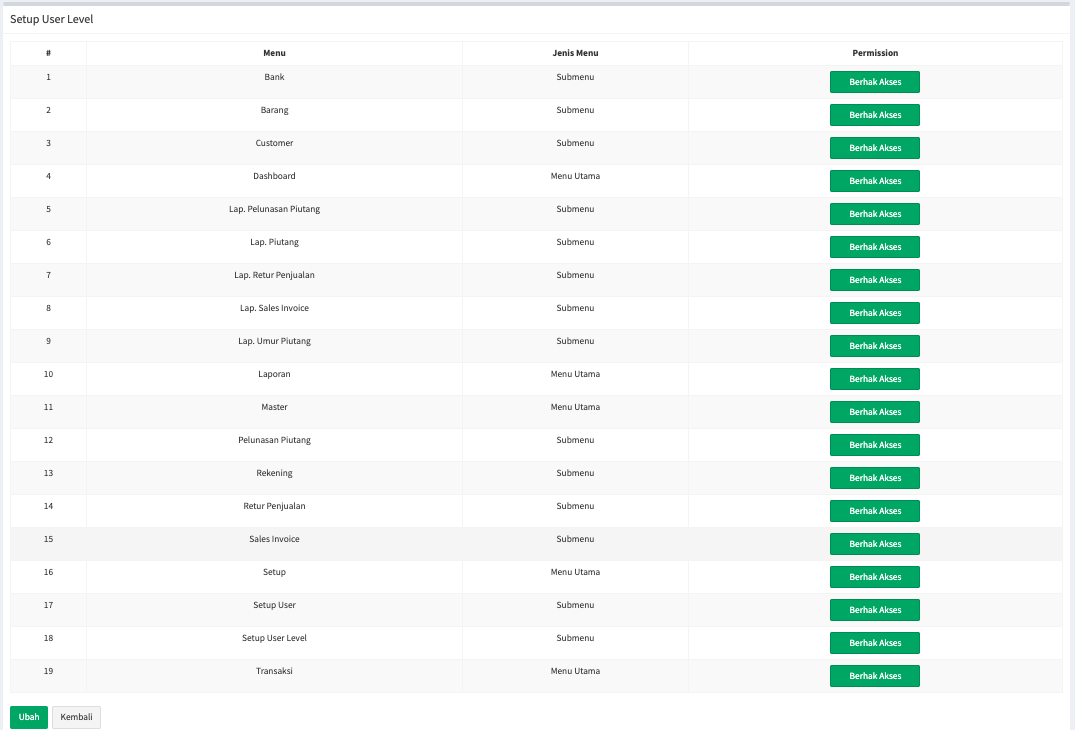 Setup User Level
# Menu Jenis Menu Permission
1 Bank Submenu Berhak Akses
2 Barang Submenu Berhak Akses
3 Customer Submenu Berhak Akses
4 Dashboard Menu Utama Berhak Akses
5 Lap. Pelunasan Piutang Submenu Berhak Akses
6 Lap. Piutang Submenu Berhak Akses
7 Lap. Retur Penjualan Submenu Berhak Akses
8 Lap. Sales Invoice Submenu Berhak Akses
9 Lap. Umur Piutang Submenu Berhak Akses
10 Laporan Menu Utama Berhak Akses
11 Master Menu Utama Berhak Akses
12 Pelunasan Piutang Submenu Berhak Akses
13 Rekening Submenu Berhak Akses
14 Retur Penjualan Submenu Berhak Akses
15 Sales Invoice Submenu Berhak Akses
16 Setup Menu Utama Berhak Akses
17 Setup User Submenu Berhak Akses
18 Setup User Level Submenu Berhak Akses
19 Transaksi Menu Utama Berhak Akses
Ubah Kembali